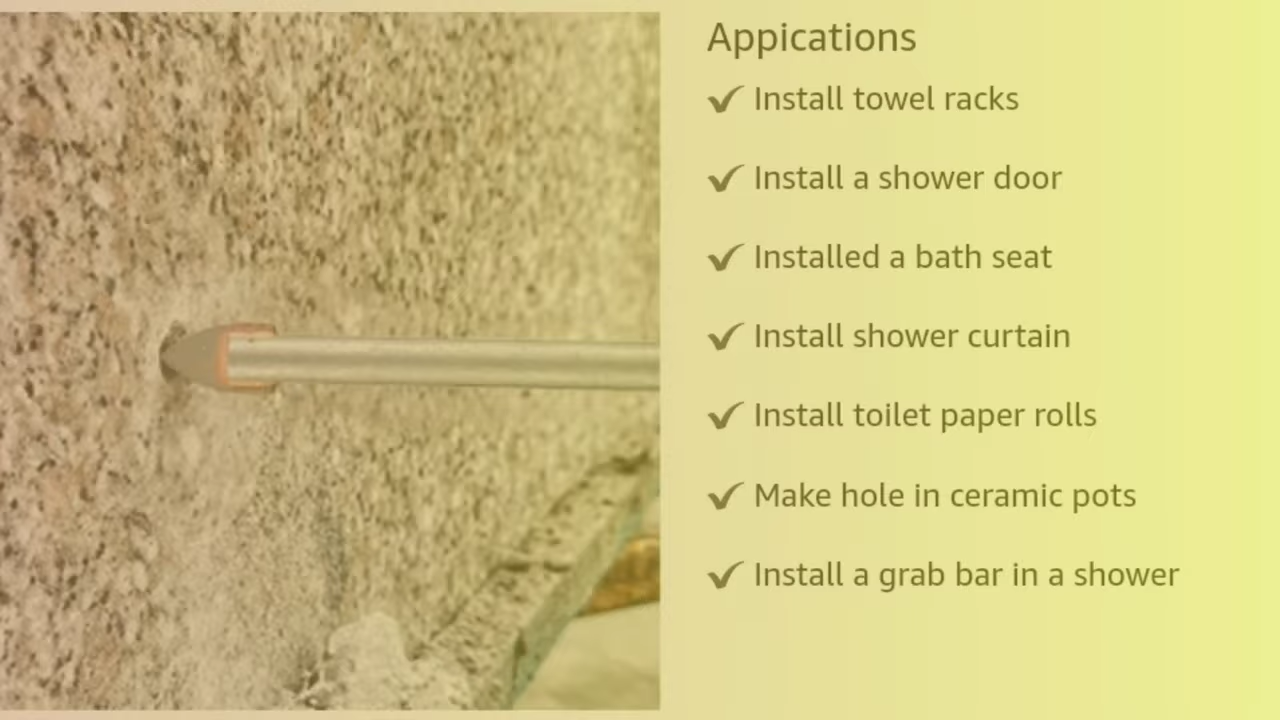 Appications
✔ Install towel racks
✔ Install a shower door
✔ Installed a bath seat
✔ Install shower curtain
✔ Install toilet paper rolls
✔ Make hole in ceramic pots
✔ Install a grab bar in a shower